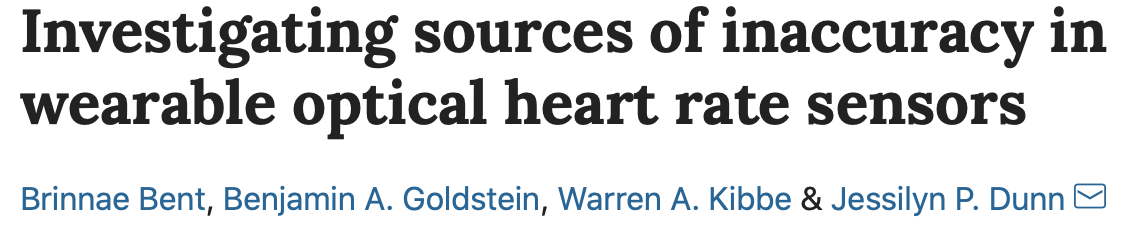 Investigating sources of inaccuracy in
wearable optical heart rate sensors
Brinnae Bent, Benjamin A. Goldstein, Warren A. Kibbe & Jessilyn P. Dunn